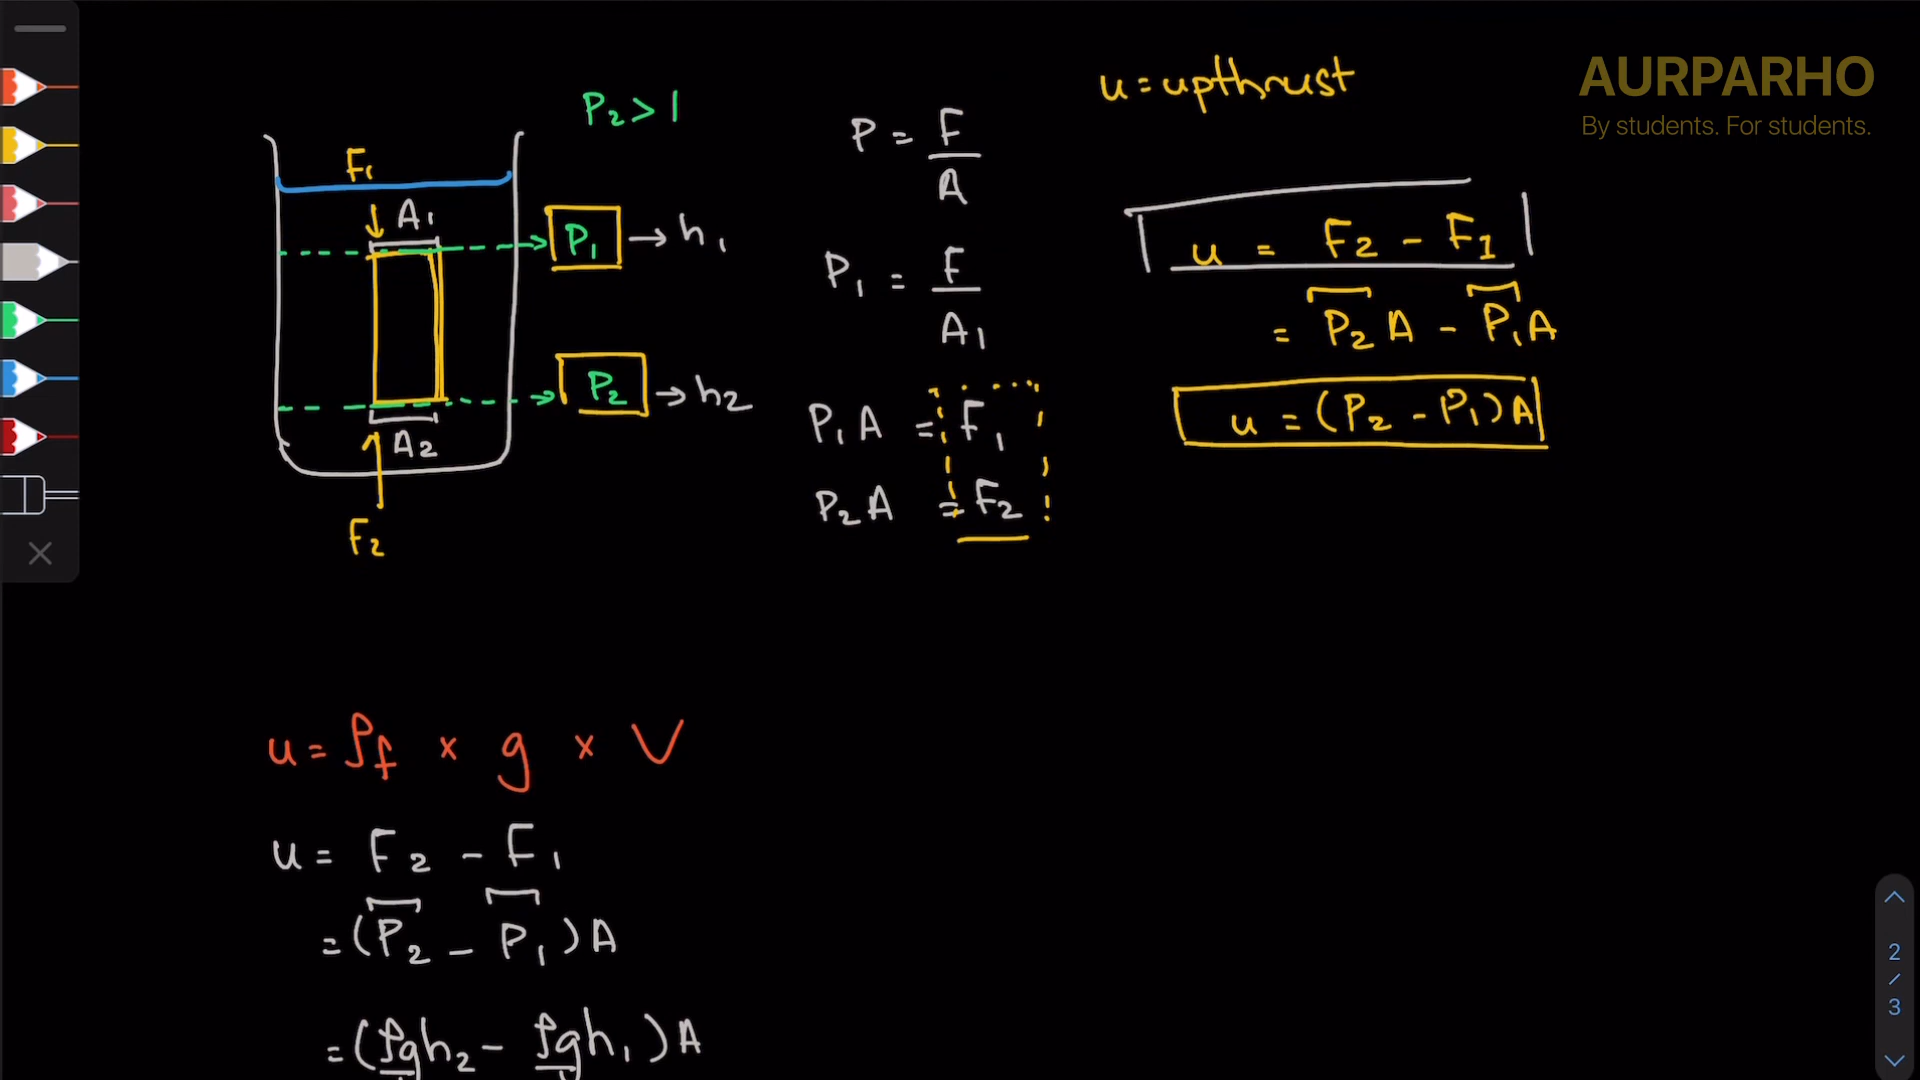 u = upthrust
AURPARHO
By students. For students.
P₂ > 1
F₁
A₁
P₁ → h₁
P₂ → h₂
A₂
F₂
P = F / A
P₁ = F / A₁
P₁A = F₁
P₂A = F₂
u = F₂ - F₁
= P₂A - P₁A
u = (P₂ - P₁)A
u = ρf × g × V
u = F₂ - F₁
= (P₂ - P₁)A
= (ρgh₂ - ρgh₁)A
2
/
3